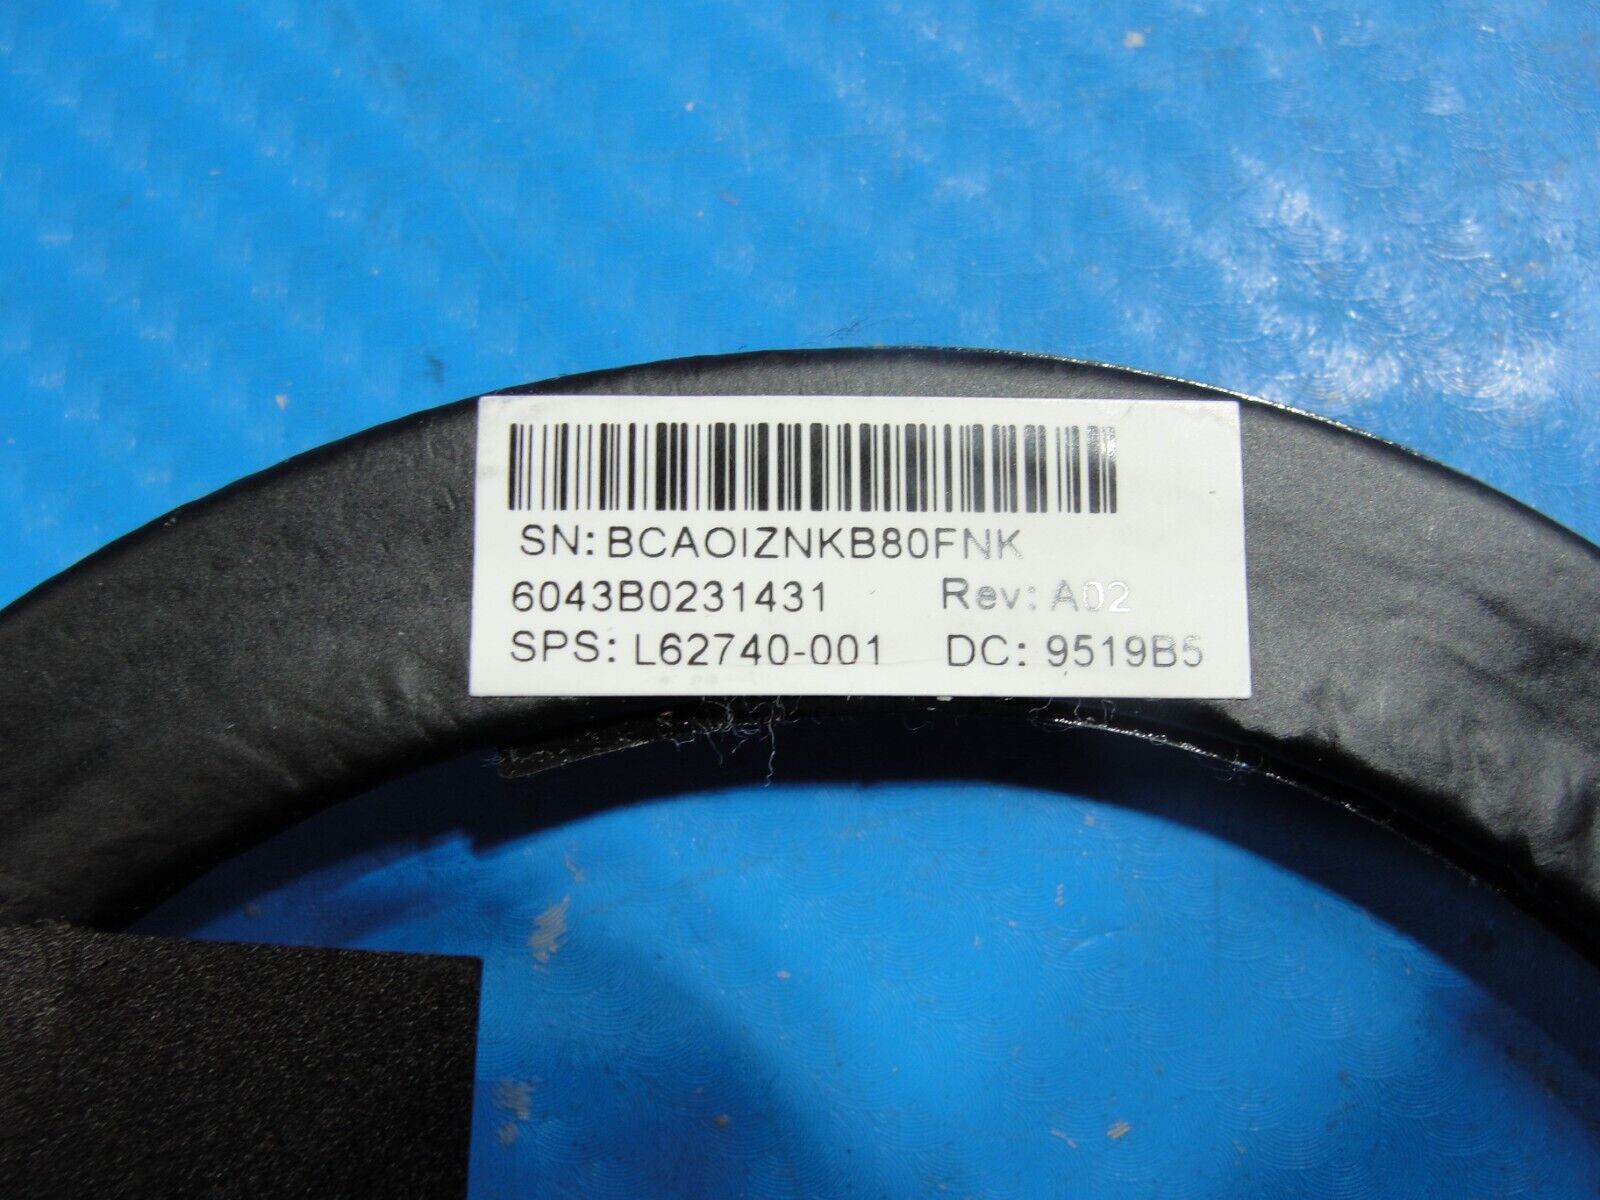 SN: BCAOIZNKB80FNK
6043B0231431 Rev: A02
SPS: L62740-001 DC: 9519B5